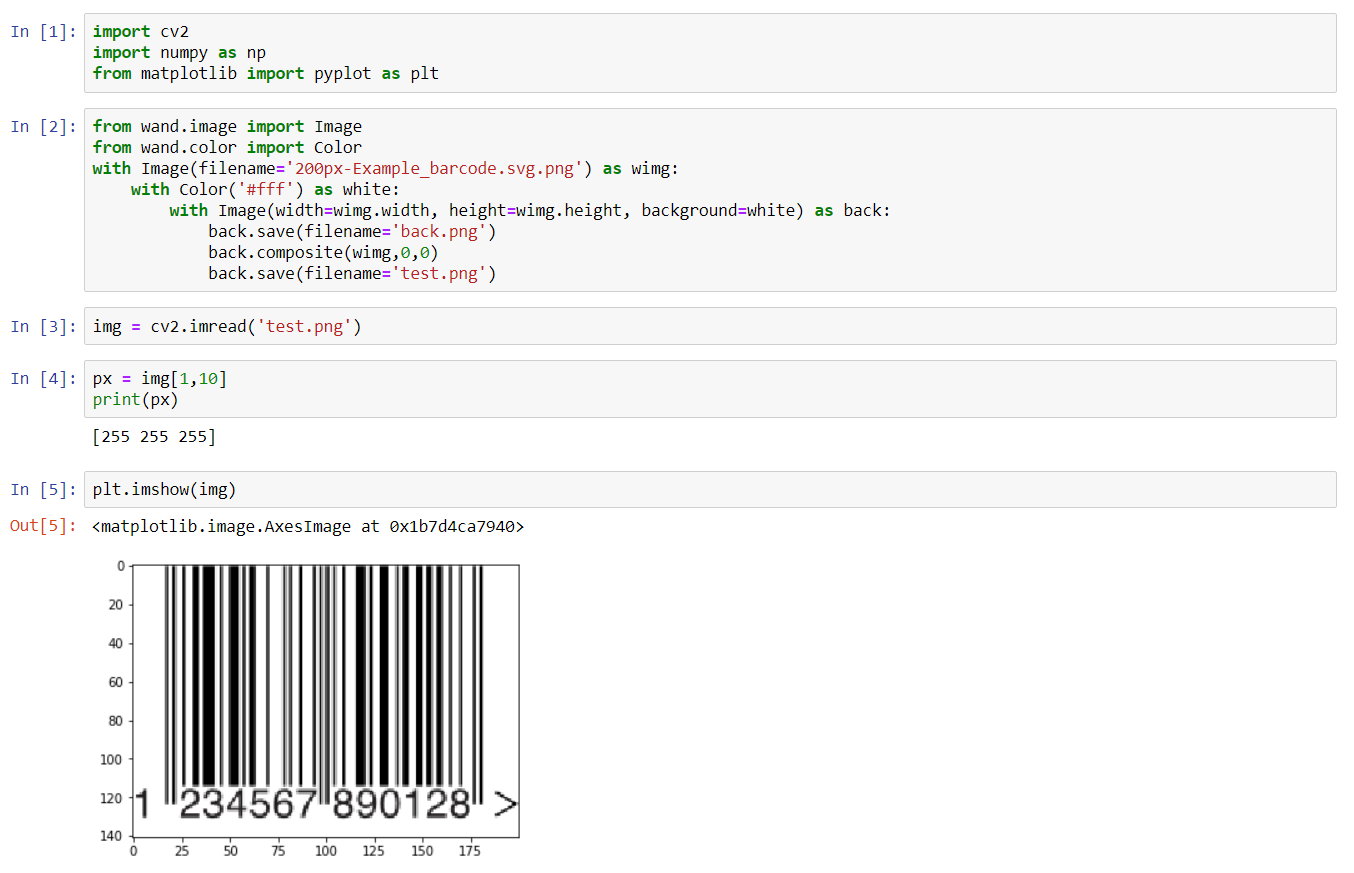 In [1]: import cv2
import numpy as np
from matplotlib import pyplot as plt
In [2]: from wand.image import Image
from wand.color import Color
with Image(filename='200px-Example_barcode.svg.png') as wimg:
    with Color('#fff') as white:
        with Image(width=wimg.width, height=wimg.height, background=white) as back:
            back.save(filename='back.png')
            back.composite(wimg,0,0)
            back.save(filename='test.png')
In [3]: img = cv2.imread('test.png')
In [4]: px = img[1,10]
print(px)
[255 255 255]
In [5]: plt.imshow(img)
Out[5]: <matplotlib.image.AxesImage at 0x1b7d4ca7940>
0
20
40
60
80
100
120
140
1 234567 890128 >
0 25 50 75 100 125 150 175